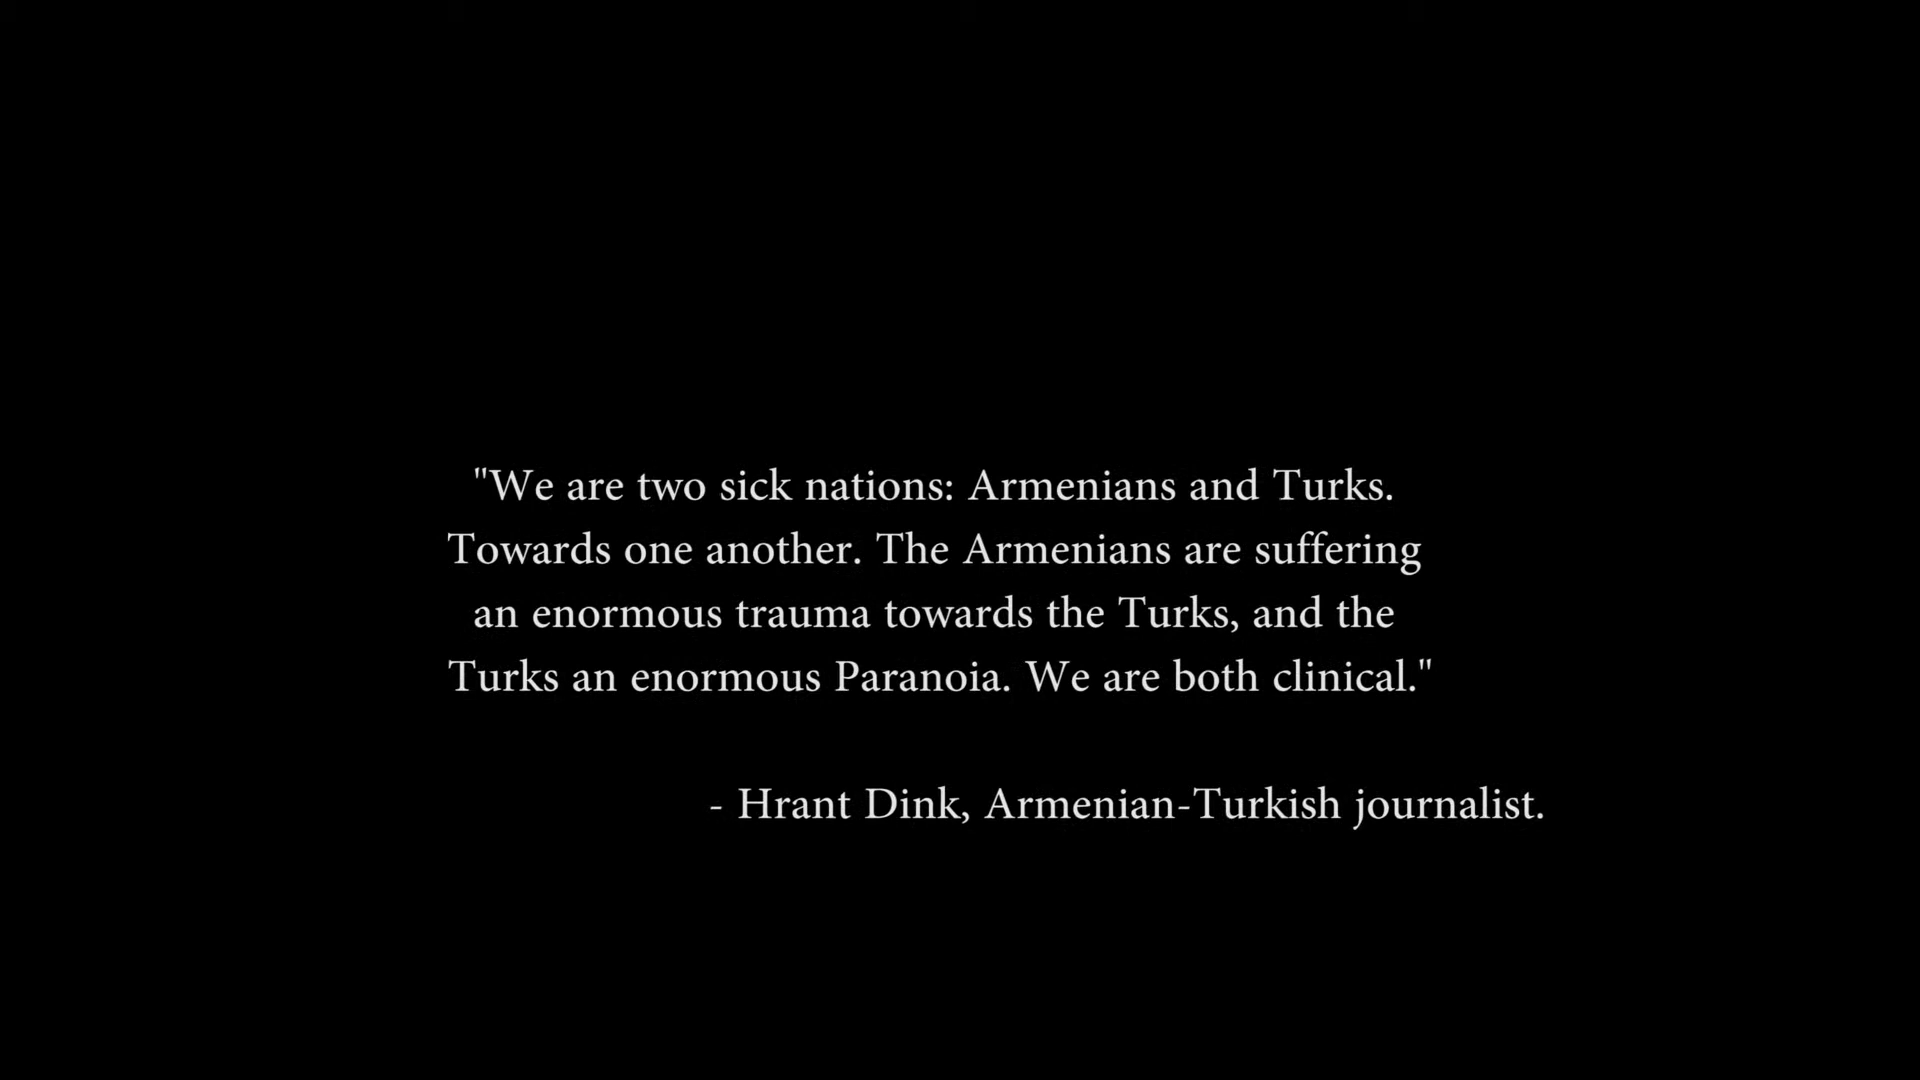 "We are two sick nations: Armenians and Turks.
Towards one another. The Armenians are suffering
an enormous trauma towards the Turks, and the
Turks an enormous Paranoia. We are both clinical."
- Hrant Dink, Armenian-Turkish journalist.